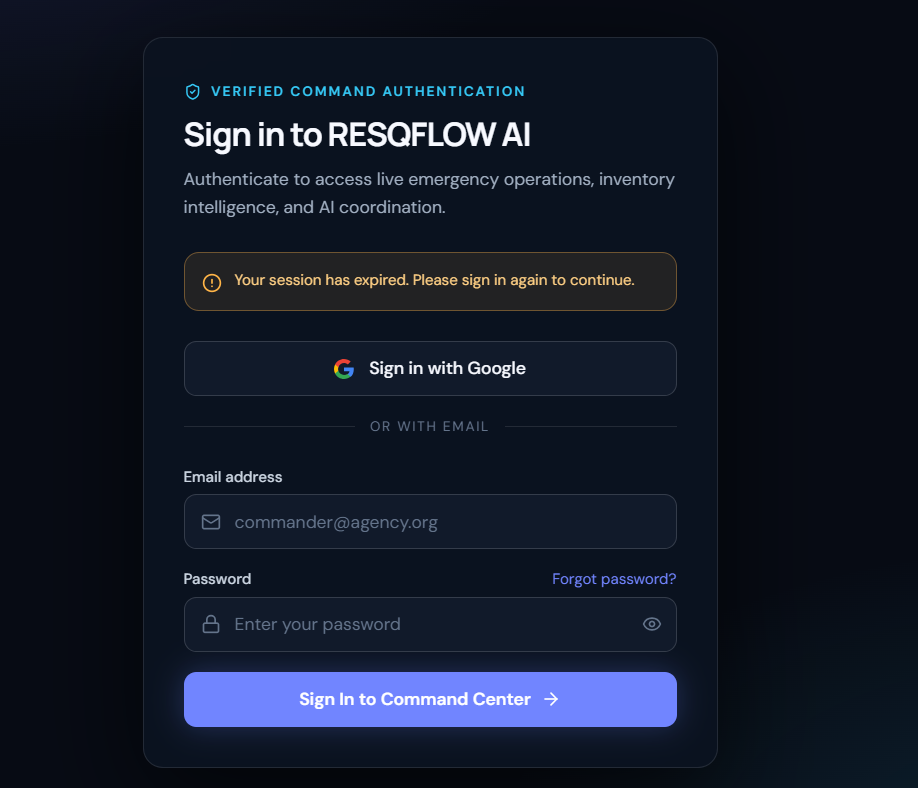 VERIFIED COMMAND AUTHENTICATION
Sign in to RESQFLOW AI
Authenticate to access live emergency operations, inventory
intelligence, and AI coordination.
Your session has expired. Please sign in again to continue.
Sign in with Google
OR WITH EMAIL
Email address
commander@agency.org
Password Forgot password?
Enter your password
Sign In to Command Center →